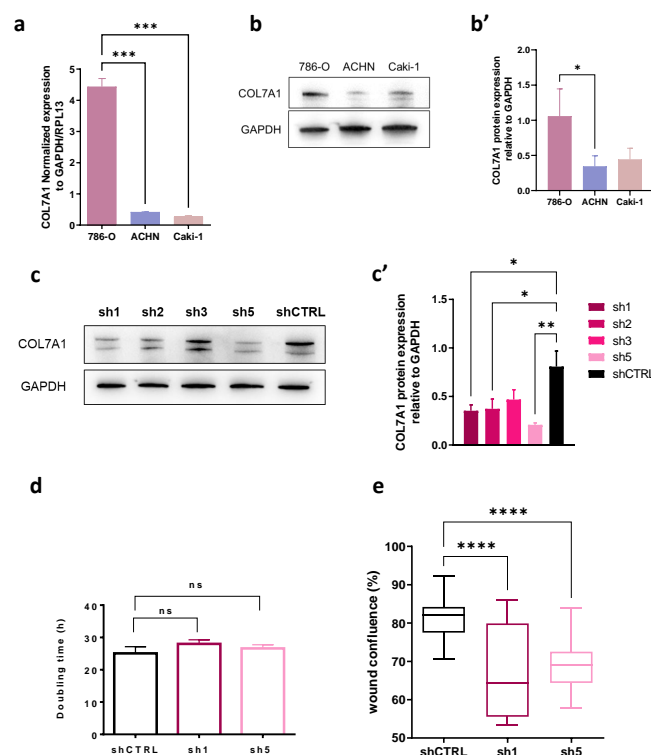 a
COL7A1 Normalized expression
to GAPDH/RPL13
5
4
3
2
1
0
***
***
786-O ACHN Caki-1
b
786-O ACHN Caki-1
COL7A1
GAPDH
b'
COL7A1 protein expression
relative to GAPDH
2.0
1.5
1.0
0.5
0.0
*
786-O ACHN Caki-1
c
sh1 sh2 sh3 sh5 shCTRL
COL7A1
GAPDH
c'
COL7A1 protein expression
relative to GAPDH
1.5
1.0
0.5
0.0
*
*
**
sh1
sh2
sh3
sh5
shCTRL
d
Doubling time (h)
40
30
20
10
0
ns
ns
shCTRL sh1 sh5
e
wound confluence (%)
100
90
80
70
60
50
****
****
shCTRL sh1 sh5